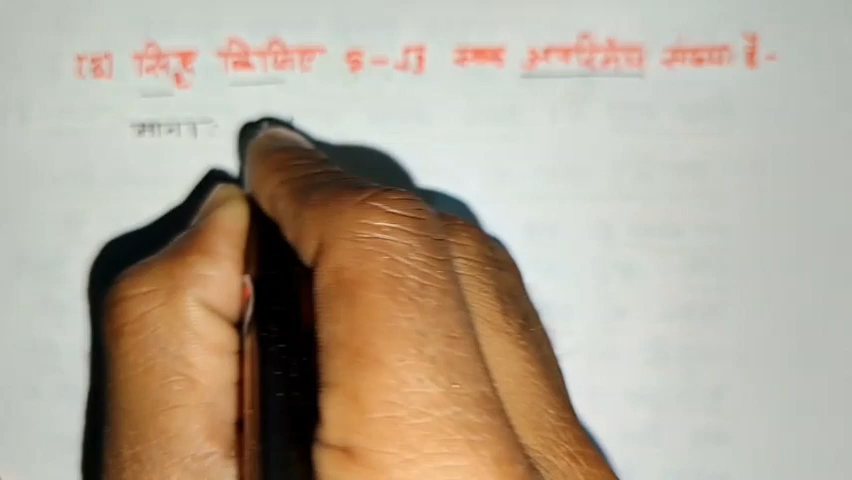 सिद्ध कीजिए 5-√3 एक अपरिमेय संख्या है-
माना